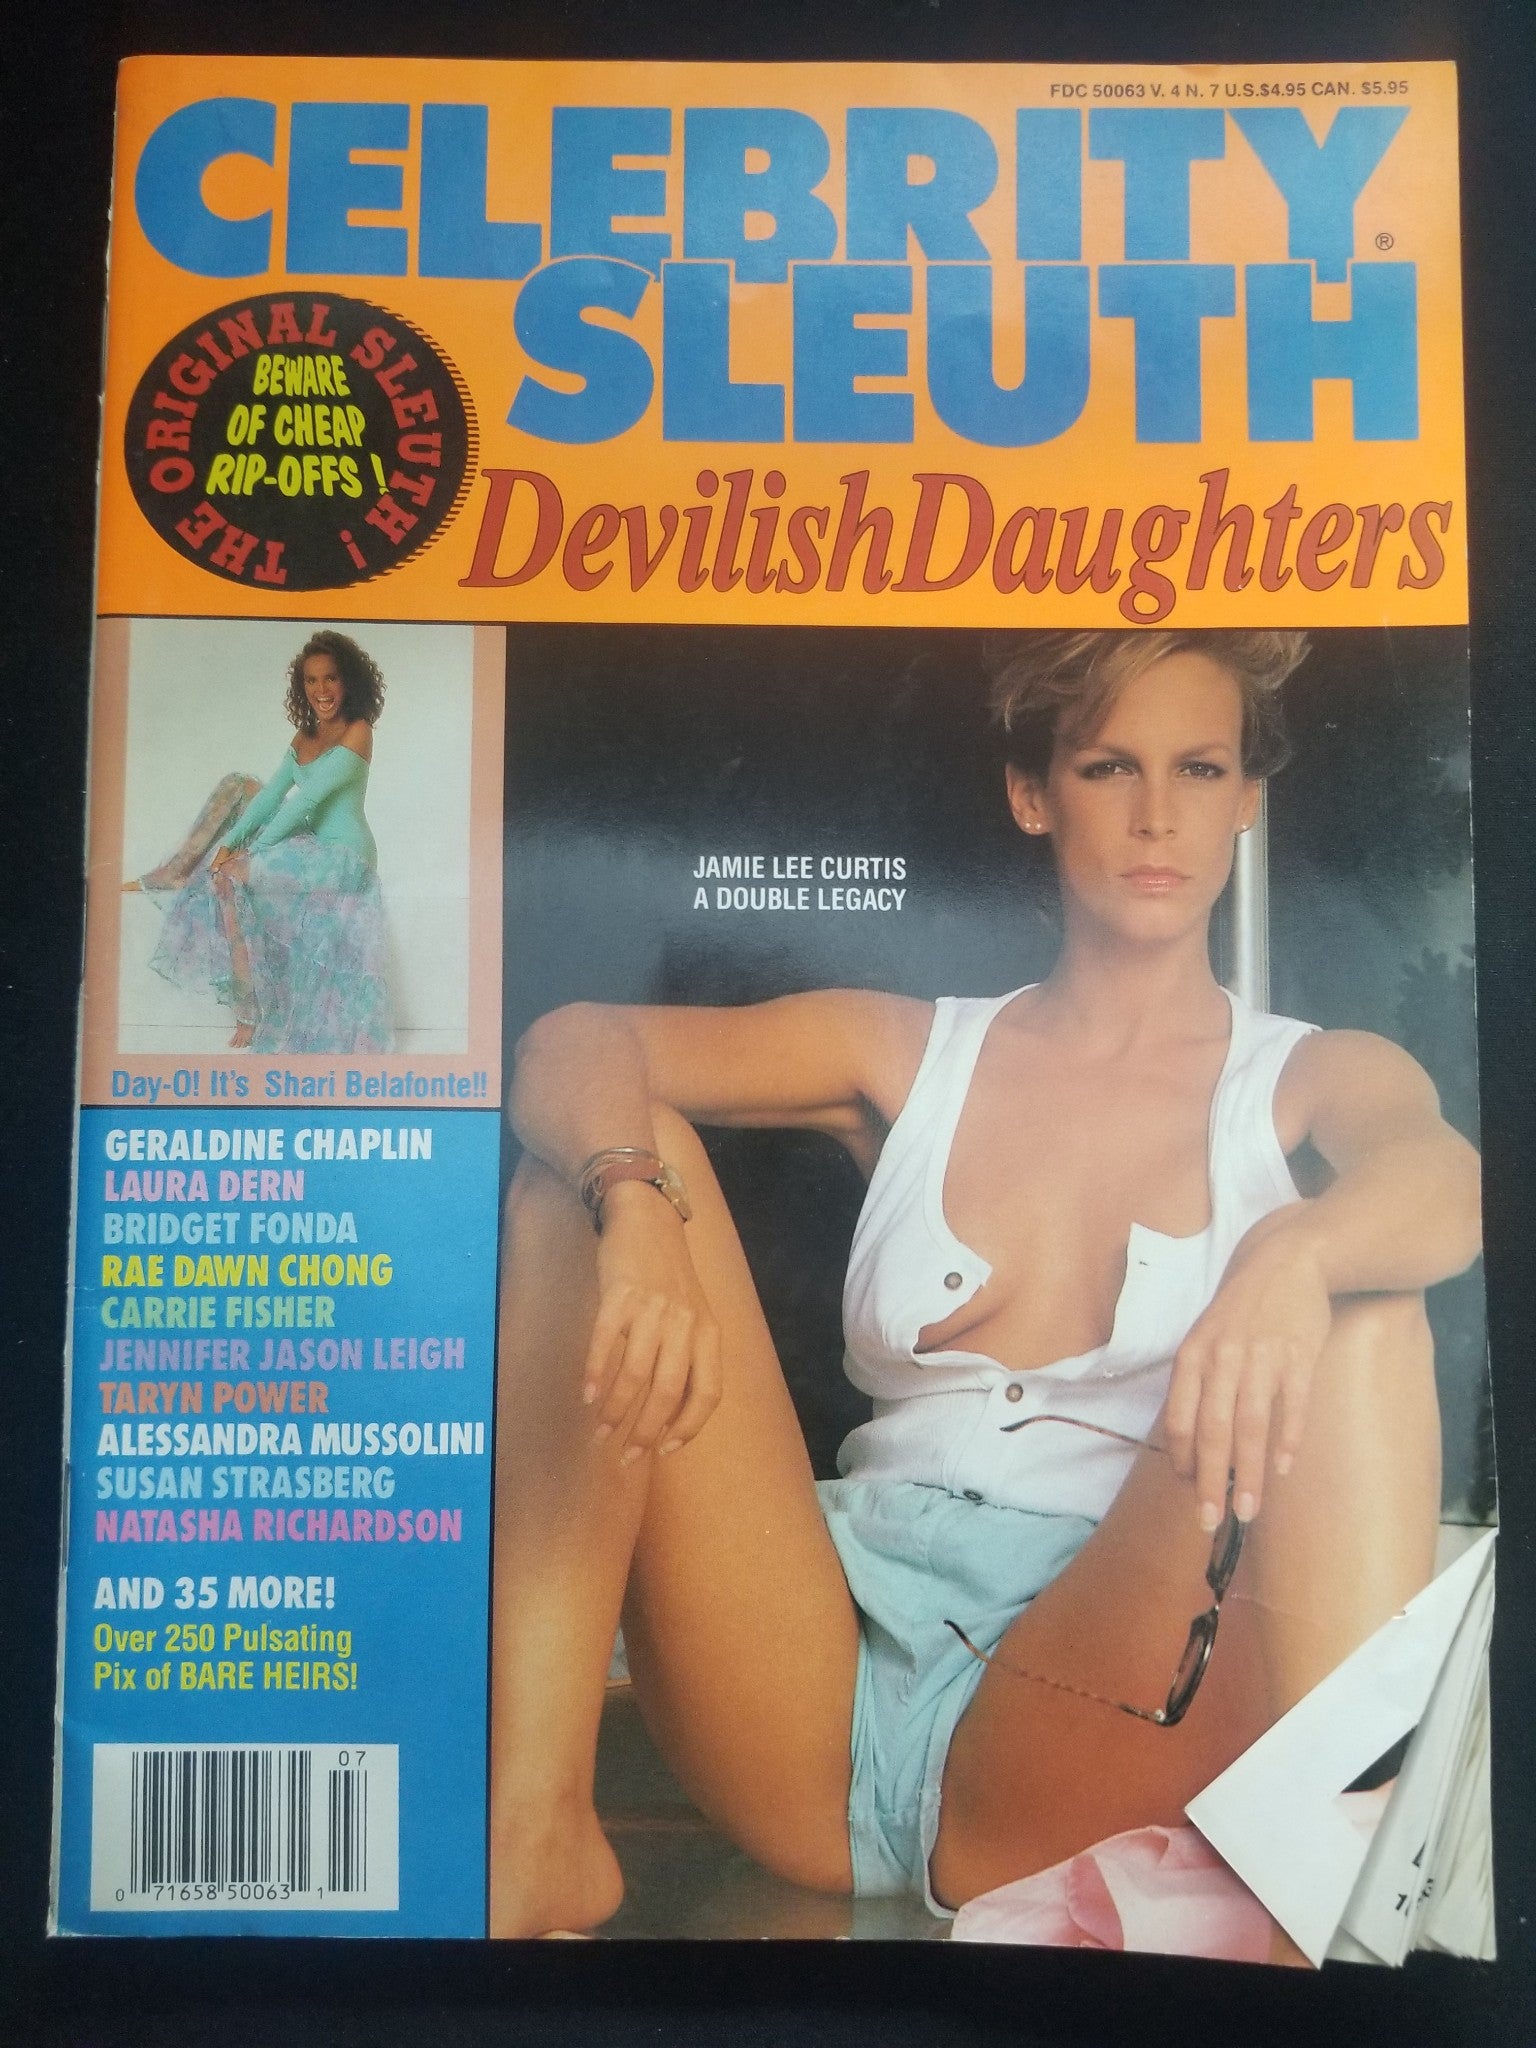 FDC 50063 V. 4 N. 7 U.S.$4.95 CAN. $5.95
CELEBRITY
SLEUTH®
THE ORIGINAL SLEUTH!
BEWARE
OF CHEAP
RIP-OFFS!
DevilishDaughters
JAMIE LEE CURTIS
A DOUBLE LEGACY
Day-O! It's Shari Belafonte!!
GERALDINE CHAPLIN
LAURA DERN
BRIDGET FONDA
RAE DAWN CHONG
CARRIE FISHER
JENNIFER JASON LEIGH
TARYN POWER
ALESSANDRA MUSSOLINI
SUSAN STRASBERG
NATASHA RICHARDSON
AND 35 MORE!
Over 250 Pulsating
Pix of BARE HEIRS!
07
0 71658 50063 1